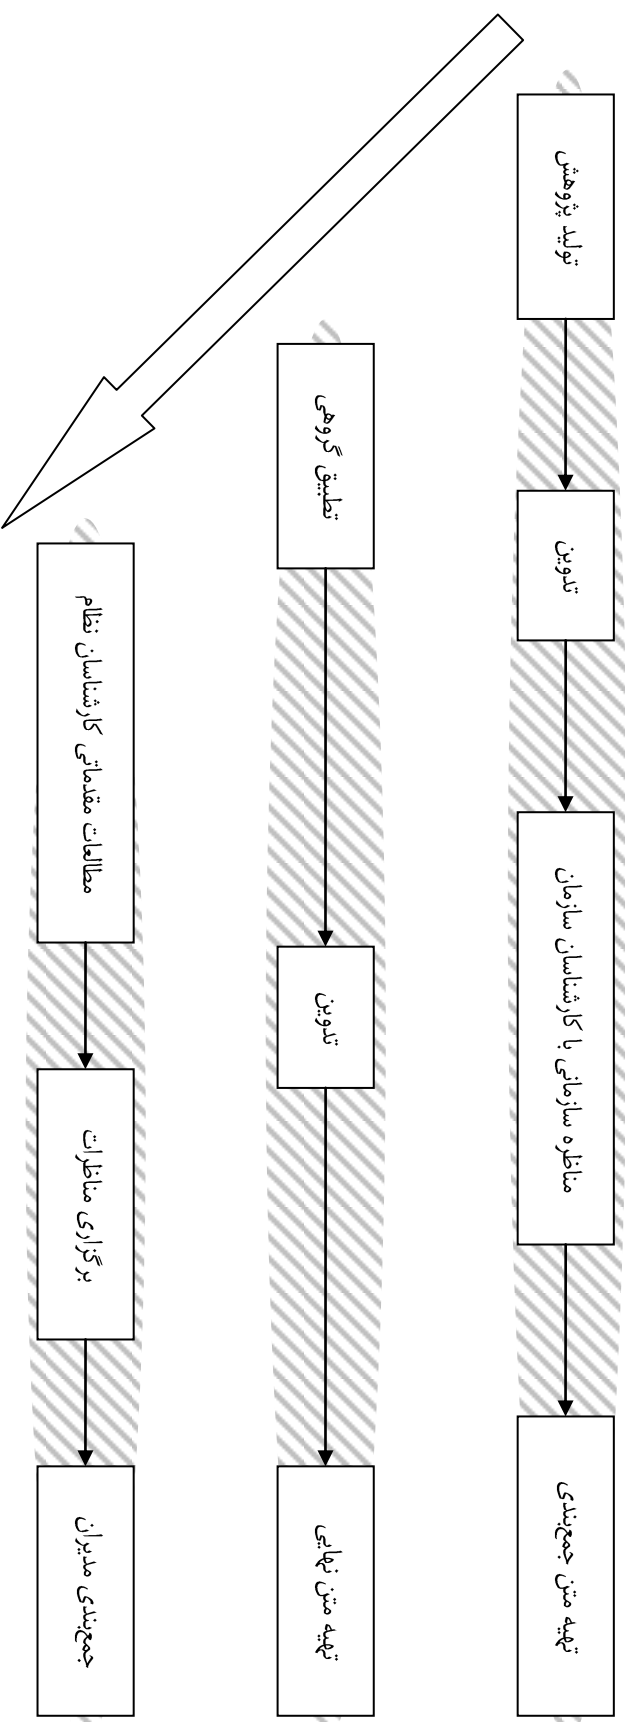 تولید پژوهش
تدوین
مناظره سازمانی با کارشناسان سازمان
تهیه متن جمع‌بندی
تطبیق گروهی
تدوین
تهیه متن نهایی
مطالعات مقدماتی کارشناسان نظام
برگزاری مناظرات
جمع‌بندی مدیران